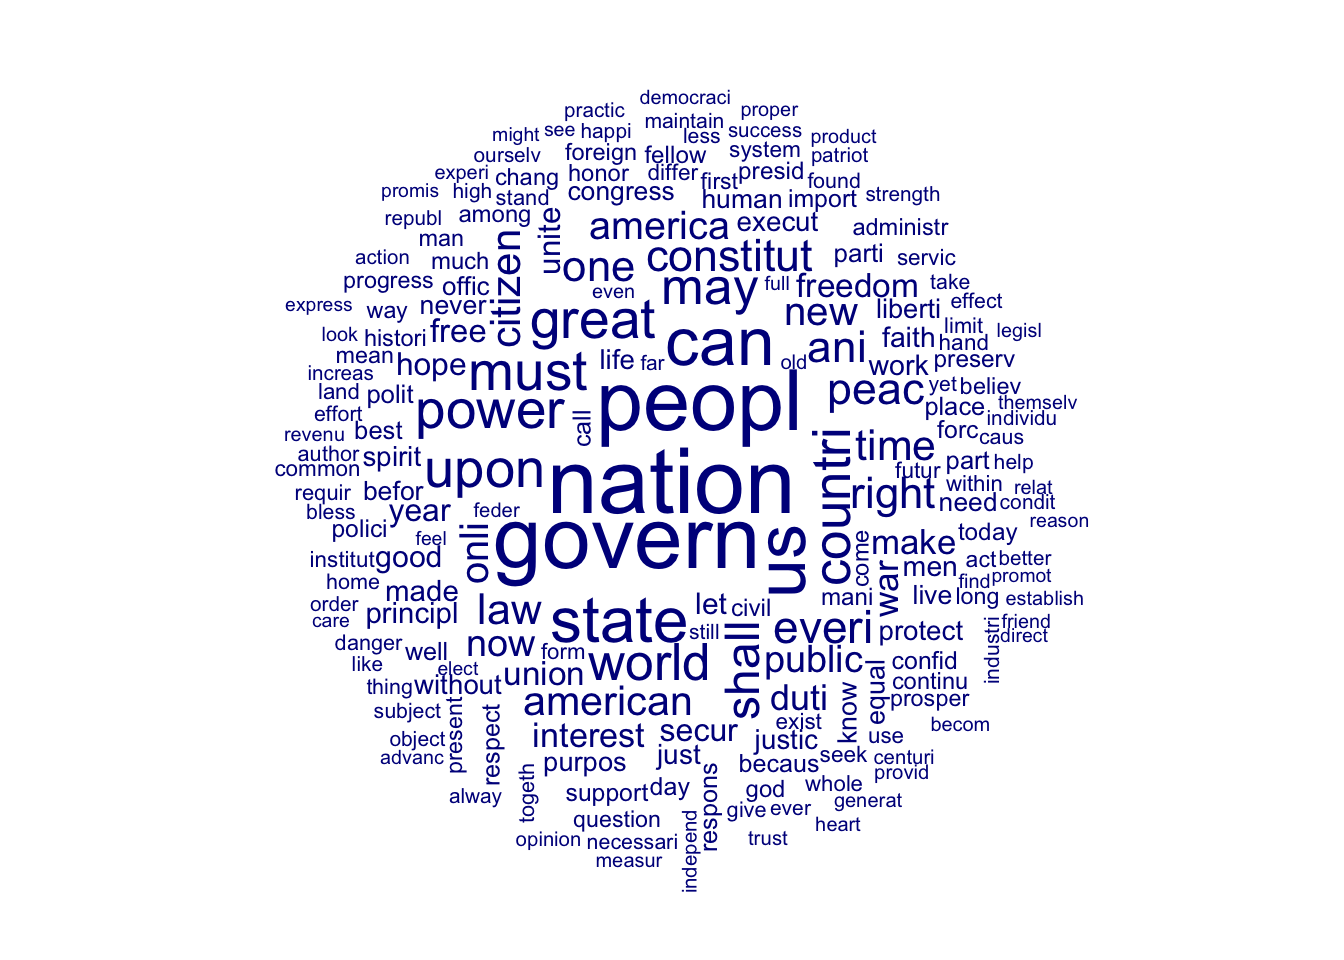 democraci
practic
proper
maintain
might
see
happi
less
success
product
ourselv
foreign
fellow
system
patriot
experi
chang
honor
differ
first
presid
found
promis
high
stand
congress
human
import
strength
republ
among
unite
america
execut
administr
man
citizen
one
constitut
parti
servic
action
much
progress
offic
even
may
full
freedom
take
express
way
never
great
new
liberti
effect
look
histori
free
can
ani
faith
limit
hand
legisl
mean
hope
must
life
far
old
work
preserv
increas
land
polit
power
call
peopl
peac
yet
believ
effort
place
themselv
individu
revenu
best
countri
time
forc
caus
author
common
spirit
upon
nation
futur
part
help
requir
befor
right
need
within
relat
condit
bless
year
feder
reason
polici
feel
onli
govern
us
come
make
today
institut
good
war
men
act
better
home
made
find
promot
order
care
principl
law
state
let
civil
mani
live
long
establish
still
shall
everi
protect
industri
friend
direct
danger
well
now
form
world
public
confid
like
elect
union
equal
continu
thing
without
american
duti
know
prosper
subject
present
respect
exist
becom
object
interest
secur
justic
use
advanc
purpos
just
becaus
seek
centuri
provid
alway
togeth
support
day
respons
god
whole
generat
question
give
ever
heart
opinion
necessari
independ
trust
measur